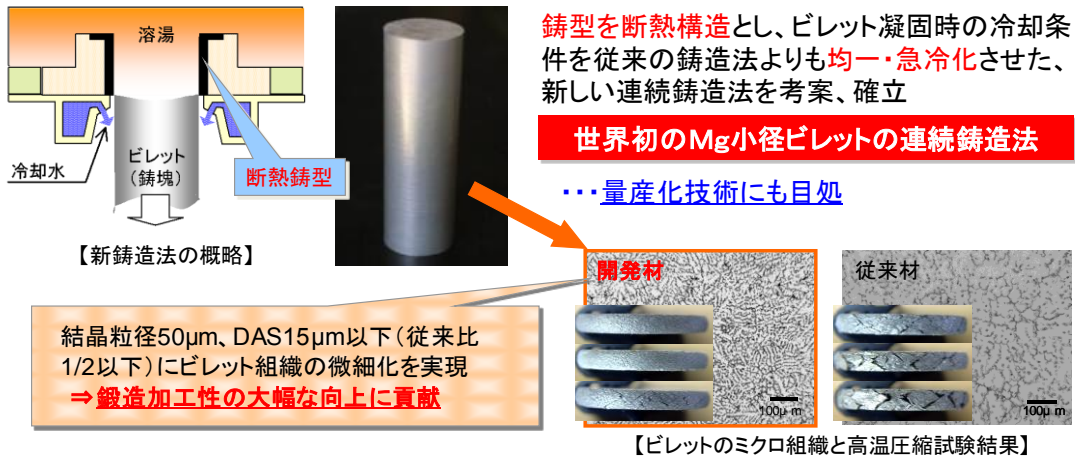 溶湯
冷却水
ビレット
(鋳塊)
断熱鋳型
【新鋳造法の概略】
鋳型を断熱構造とし、ビレット凝固時の冷却条
件を従来の鋳造法よりも均一・急冷化させた、
新しい連続鋳造法を考案、確立
世界初のMg小径ビレットの連続鋳造法
・・・量産化技術にも目処
結晶粒径50μm、DAS15μm以下(従来比
1/2以下)にビレット組織の微細化を実現
⇒鍛造加工性の大幅な向上に貢献
開発材
100μ m
従来材
100μ m
【ビレットのミクロ組織と高温圧縮試験結果】